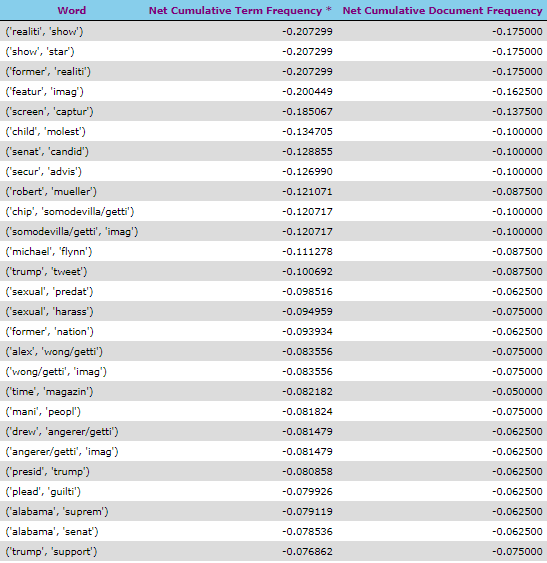 Word Net Cumulative Term Frequency * Net Cumulative Document Frequency
('realiti', 'show') -0.207299 -0.175000
('show', 'star') -0.207299 -0.175000
('former', 'realiti') -0.207299 -0.175000
('featur', 'imag') -0.200449 -0.162500
('screen', 'captur') -0.185067 -0.137500
('child', 'molest') -0.134705 -0.100000
('senat', 'candid') -0.128855 -0.100000
('secur', 'advis') -0.126990 -0.100000
('robert', 'mueller') -0.121071 -0.087500
('chip', 'somodevilla/getti') -0.120717 -0.100000
('somodevilla/getti', 'imag') -0.120717 -0.100000
('michael', 'flynn') -0.111278 -0.087500
('trump', 'tweet') -0.100692 -0.087500
('sexual', 'predat') -0.098516 -0.062500
('sexual', 'harass') -0.094959 -0.075000
('former', 'nation') -0.093934 -0.062500
('alex', 'wong/getti') -0.083556 -0.075000
('wong/getti', 'imag') -0.083556 -0.075000
('time', 'magazin') -0.082182 -0.050000
('mani', 'peopl') -0.081824 -0.075000
('drew', 'angerer/getti') -0.081479 -0.062500
('angerer/getti', 'imag') -0.081479 -0.062500
('presid', 'trump') -0.080858 -0.062500
('plead', 'guilti') -0.079926 -0.062500
('alabama', 'suprem') -0.079119 -0.062500
('alabama', 'senat') -0.078536 -0.062500
('trump', 'support') -0.076862 -0.075000